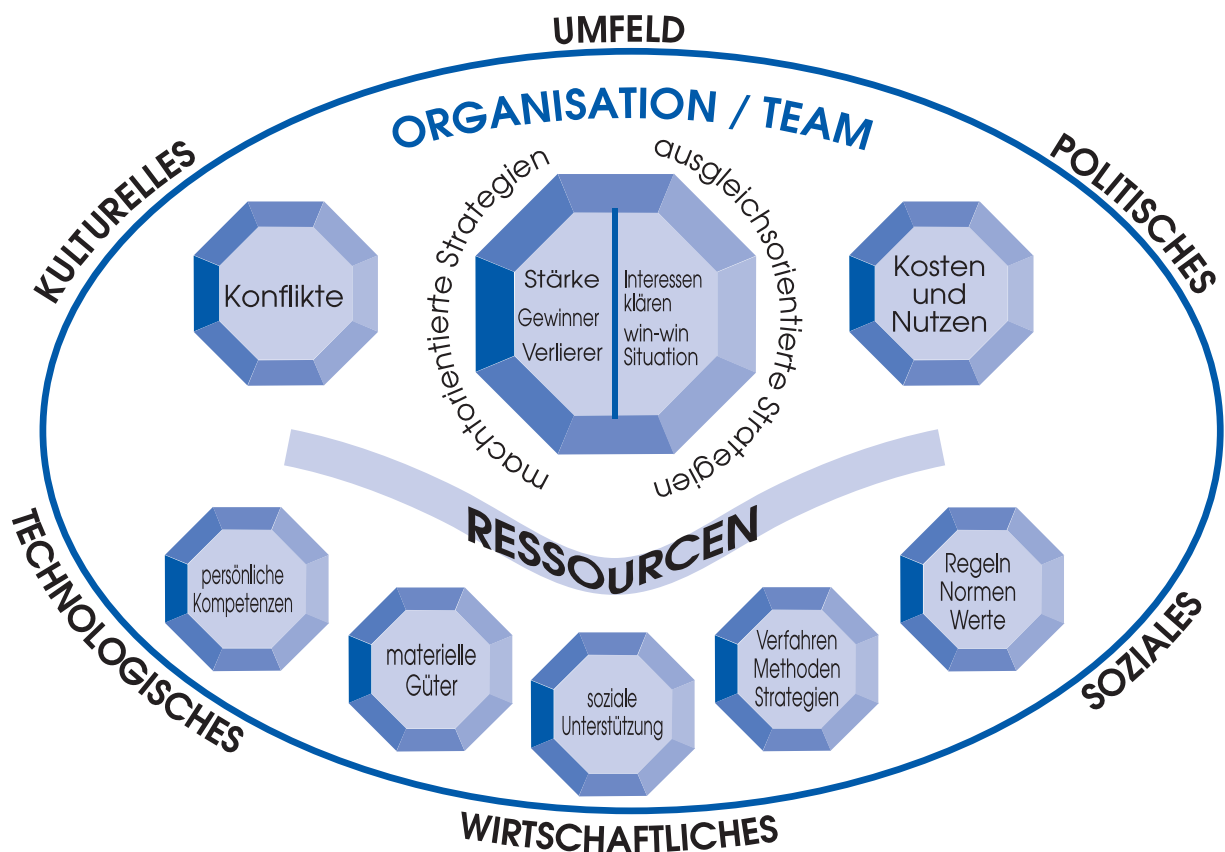 UMFELD
ORGANISATION / TEAM
KULTURELLES
POLITISCHES
machtorientierte Strategien
ausgleichsorientierte Strategien
Konflikte
Stärke
Gewinner
Verlierer
Interessen
klären
win-win
Situation
Kosten
und
Nutzen
RESSOURCEN
persönliche
Kompetenzen
materielle
Güter
soziale
Unterstützung
Verfahren
Methoden
Strategien
Regeln
Normen
Werte
TECHNOLOGISCHES
SOZIALES
WIRTSCHAFTLICHES